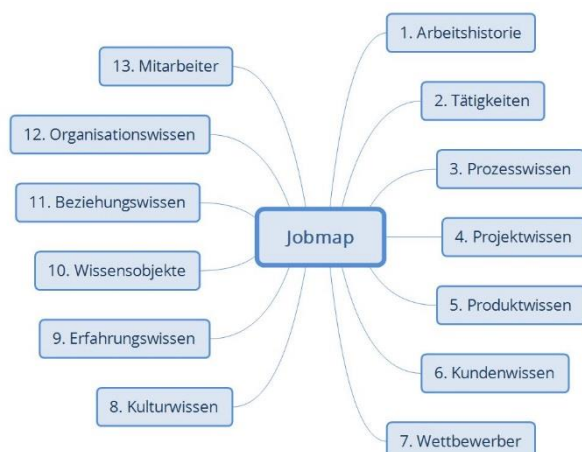 Jobmap
1. Arbeitshistorie
2. Tätigkeiten
3. Prozesswissen
4. Projektwissen
5. Produktwissen
6. Kundenwissen
7. Wettbewerber
8. Kulturwissen
9. Erfahrungswissen
10. Wissensobjekte
11. Beziehungswissen
12. Organisationswissen
13. Mitarbeiter